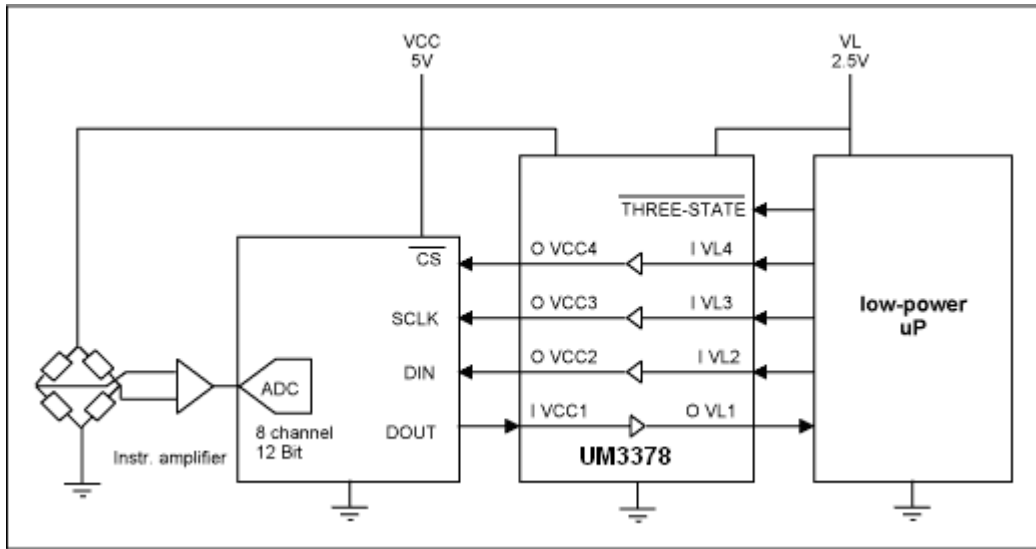 VCC
5V
VL
2.5V
THREE-STATE
CS
O VCC4
I VL4
SCLK
O VCC3
I VL3
low-power
uP
DIN
O VCC2
I VL2
ADC
DOUT
I VCC1
O VL1
8 channel
12 Bit
Instr. amplifier
UM3378